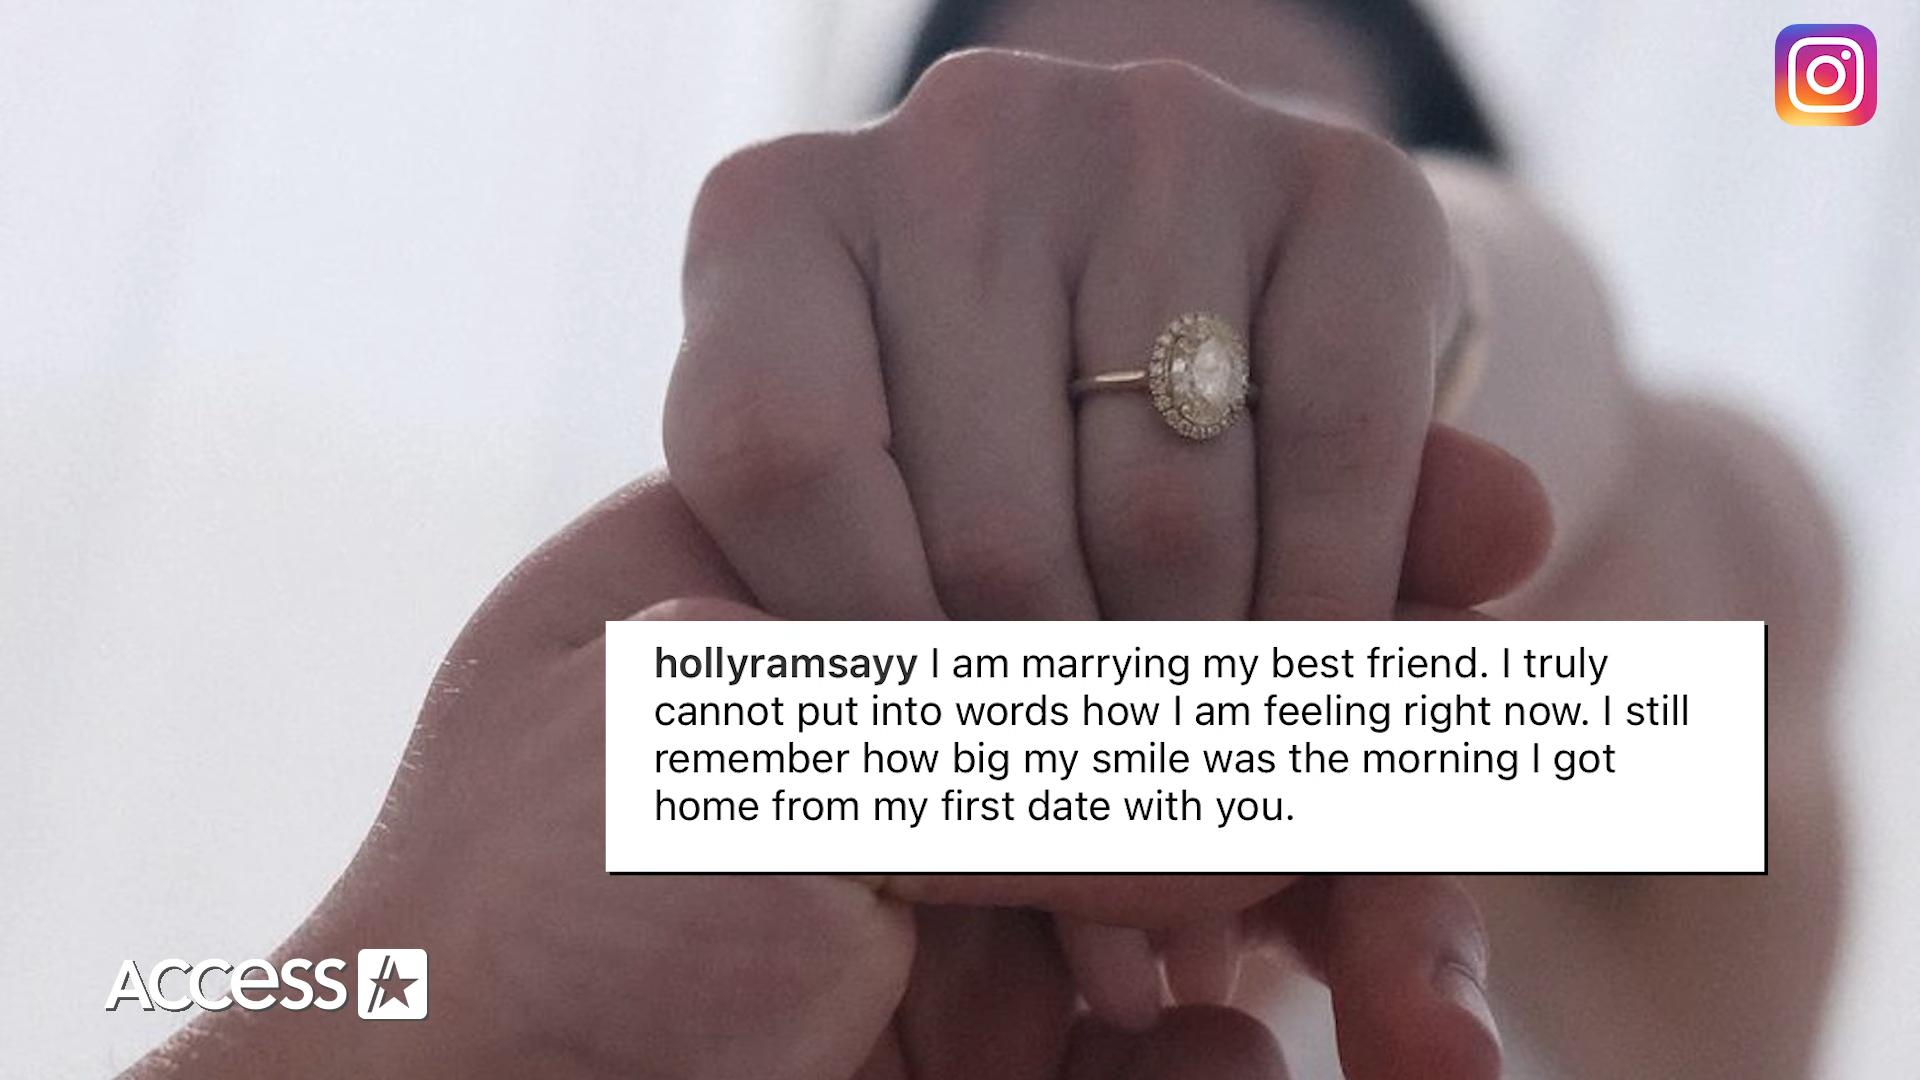 hollyramsayy I am marrying my best friend. I truly
cannot put into words how I am feeling right now. I still
remember how big my smile was the morning I got
home from my first date with you.
ACCESS